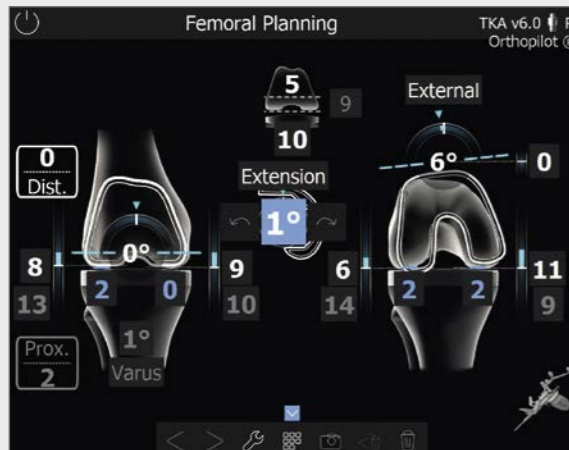 Femoral Planning
TKA v6.0
Orthopilot ®
5
9
10
External
6°
0
0
Dist.
Extension
1°
0°
8
13
9
10
2
0
6
14
11
9
2
2
1°
Varus
Prox.
2